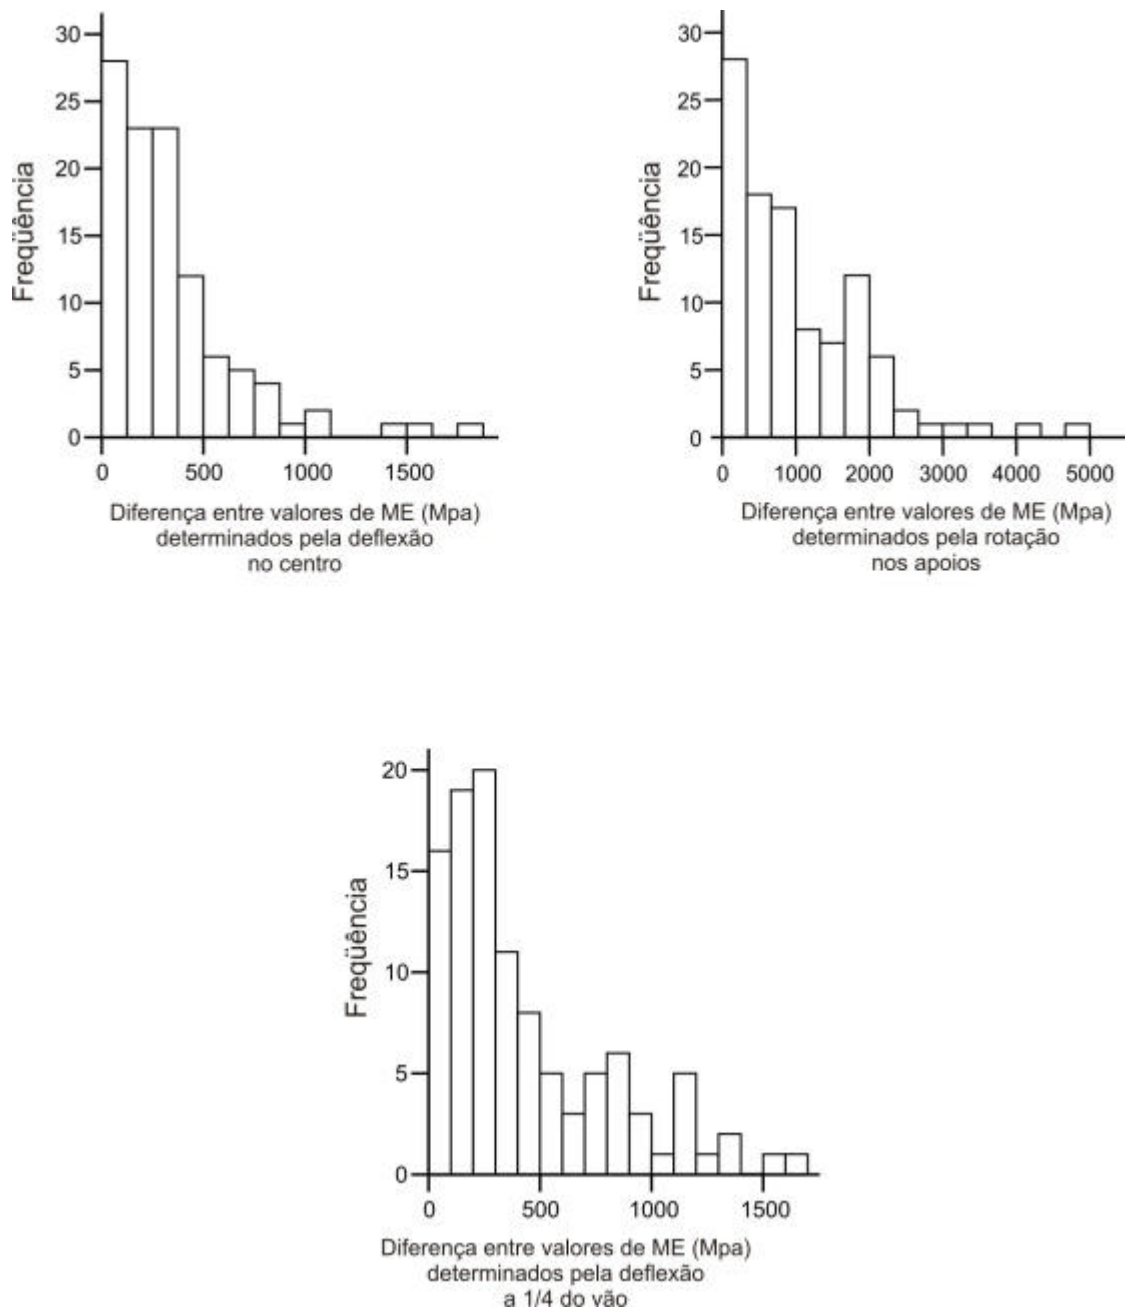 30
25
20
15
10
5
0
Freqüência
0 500 1000 1500
Diferença entre valores de ME (Mpa)
determinados pela deflexão
no centro
30
25
20
15
10
5
0
Freqüência
0 1000 2000 3000 4000 5000
Diferença entre valores de ME (Mpa)
determinados pela rotação
nos apoios
20
15
10
5
0
Freqüência
0 500 1000 1500
Diferença entre valores de ME (Mpa)
determinados pela deflexão
a 1/4 do vão